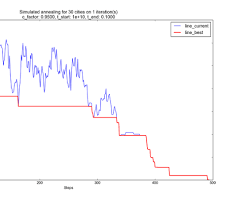 Simulated annealing for 30 cities on 1 iteration(s)
c_factor: 0.9500, t_start: 1e+10, t_end: 0.1000
line_current
line_best
200
300
400
500
Steps